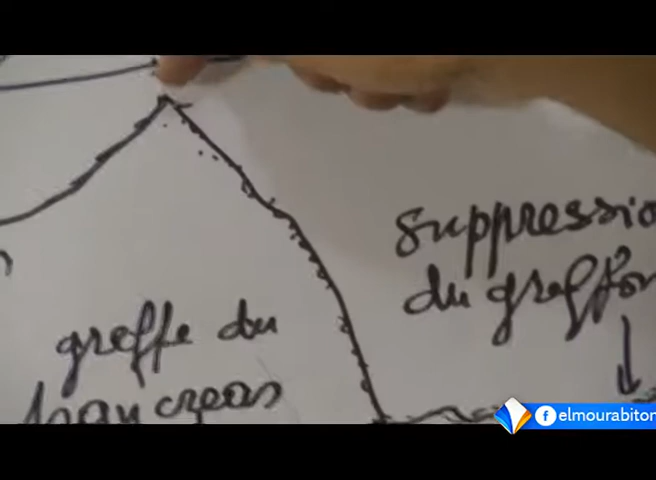 suppressio
du greffon
greffe du
pancreas
elmourabiton